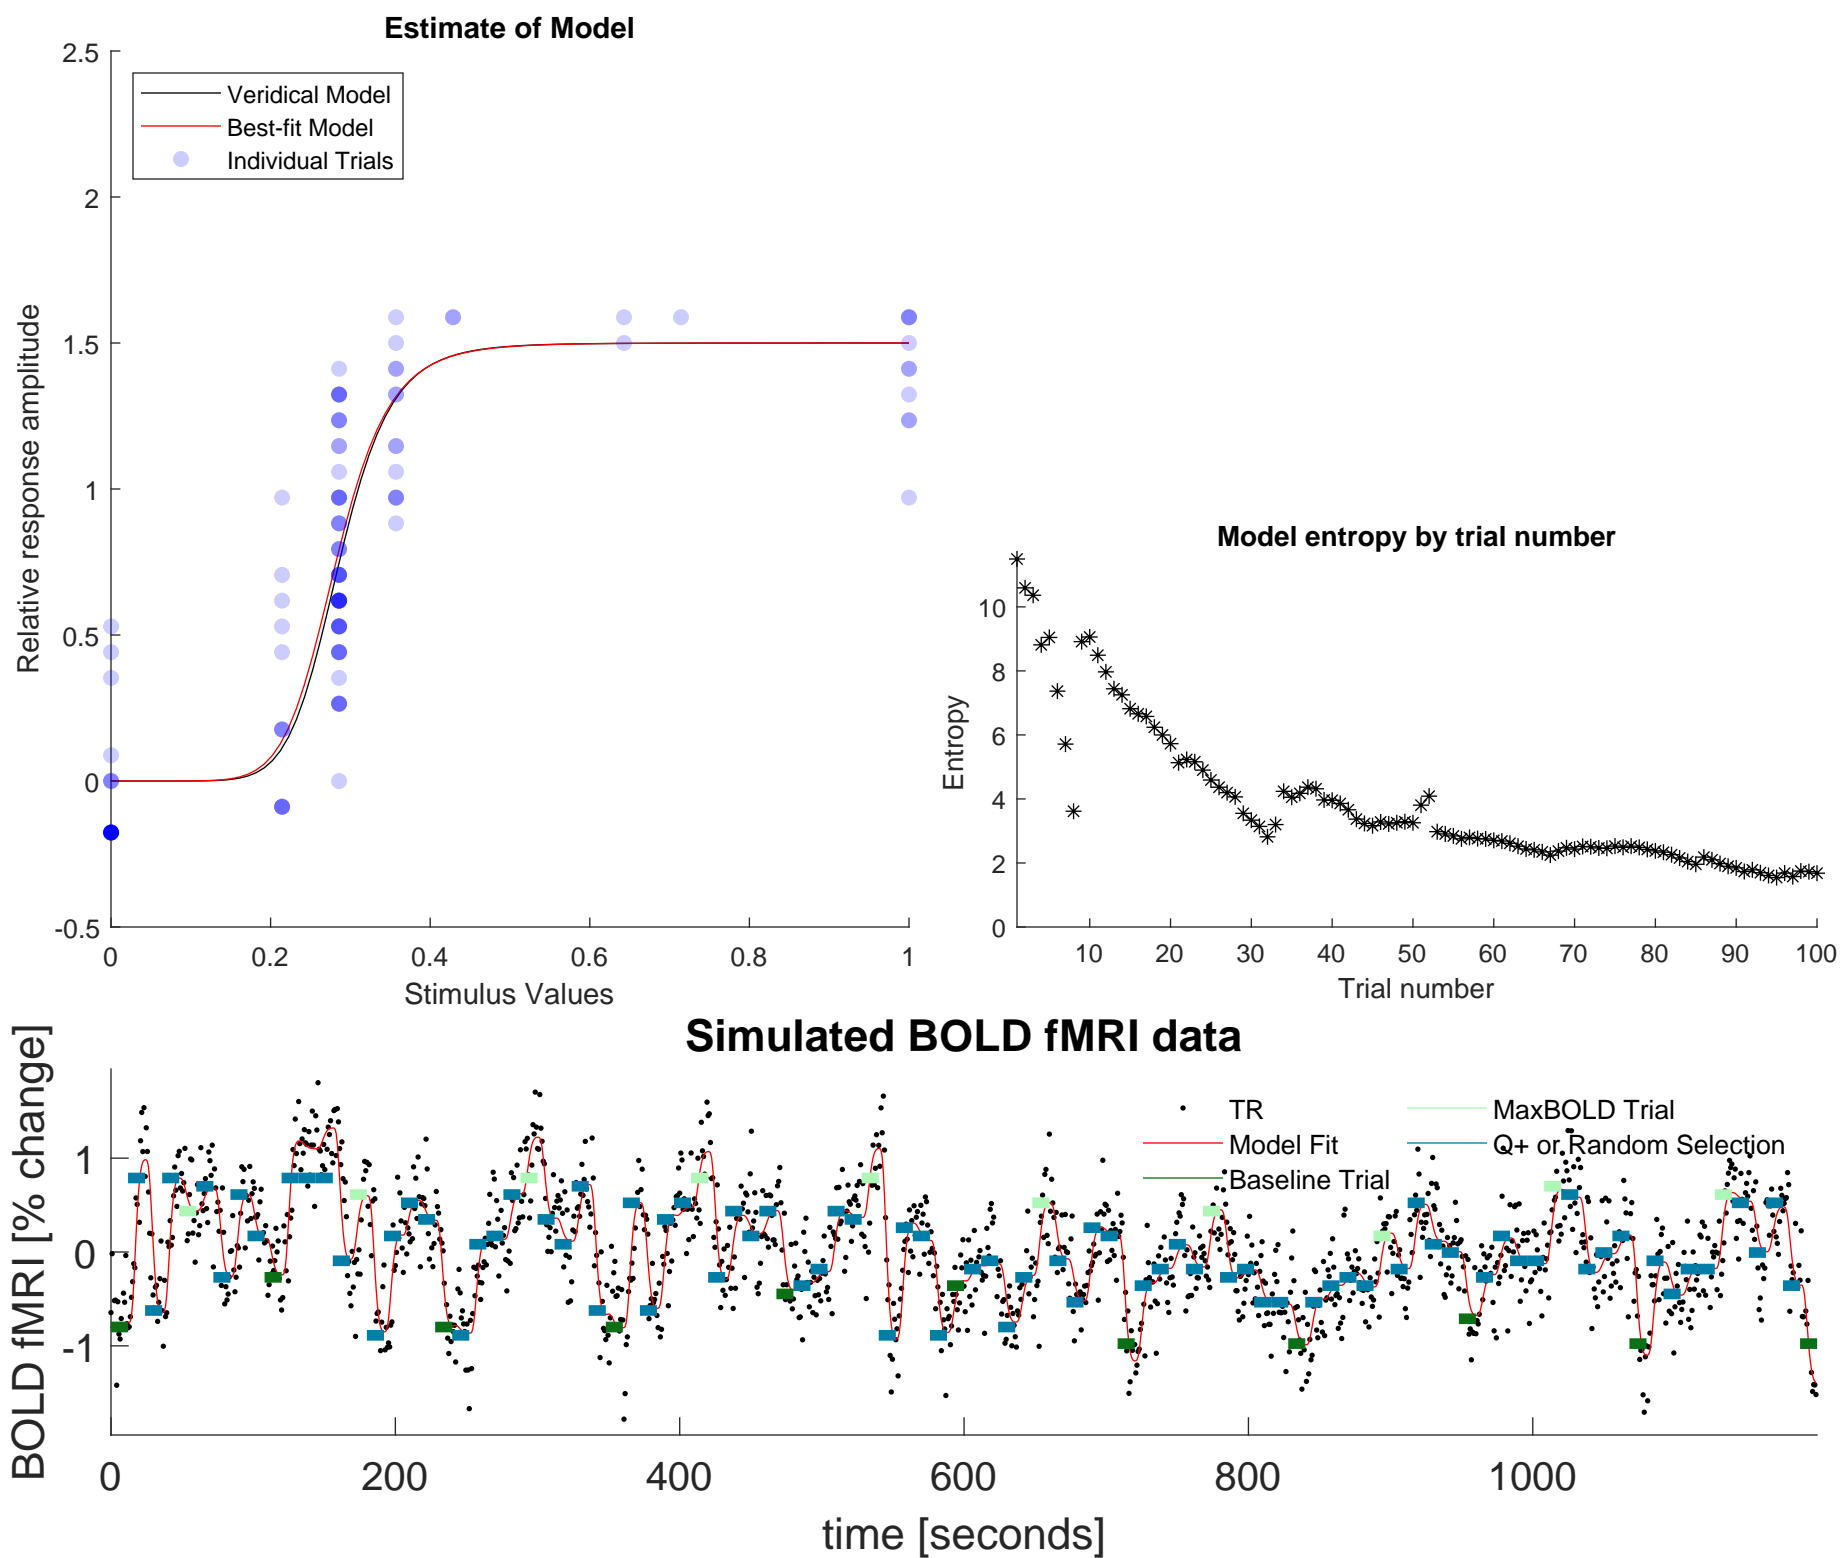 Estimate of Model
2.5
2
1.5
1
0.5
0
-0.5
Relative response amplitude
Veridical Model
Best-fit Model
Individual Trials
0 0.2 0.4 0.6 0.8 1
Stimulus Values
Model entropy by trial number
10
8
6
4
2
0
Entropy
10 20 30 40 50 60 70 80 90 100
Trial number
Simulated BOLD fMRI data
BOLD fMRI [% change]
1
0
-1
TR
Model Fit
Baseline Trial
MaxBOLD Trial
Q+ or Random Selection
0 200 400 600 800 1000
time [seconds]